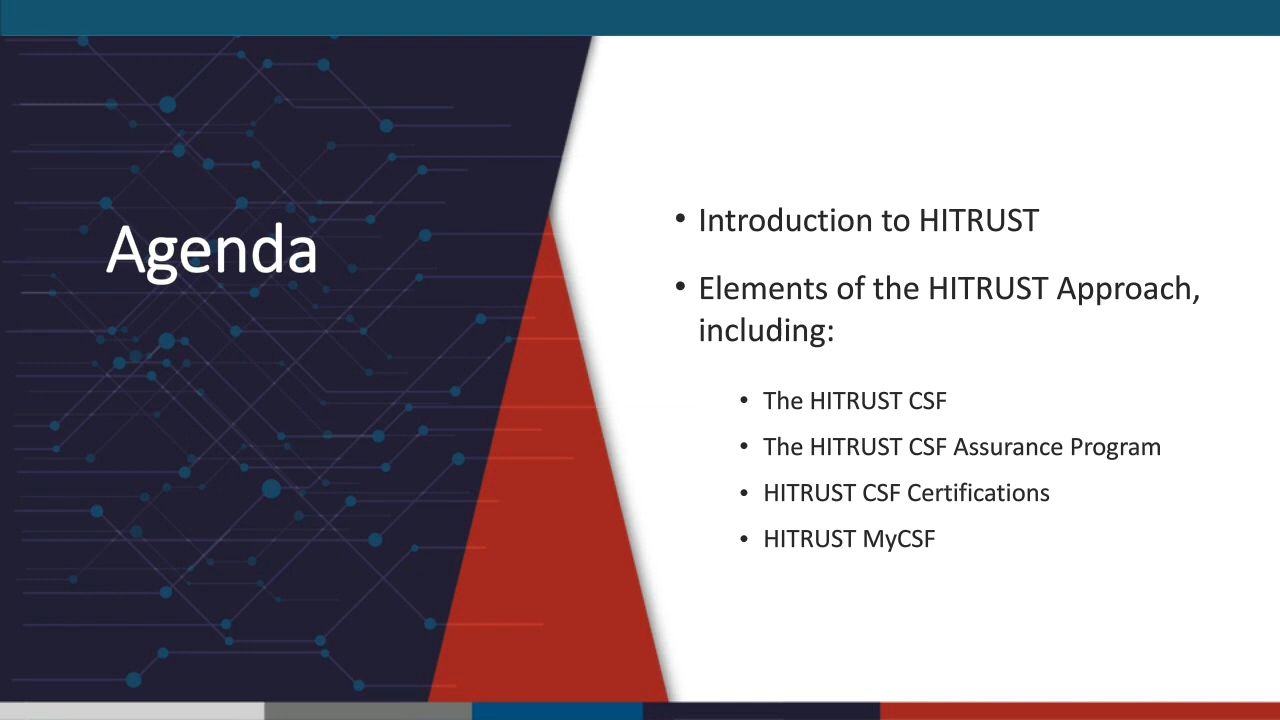 Agenda
• Introduction to HITRUST
• Elements of the HITRUST Approach,
including:
• The HITRUST CSF
• The HITRUST CSF Assurance Program
• HITRUST CSF Certifications
• HITRUST MyCSF